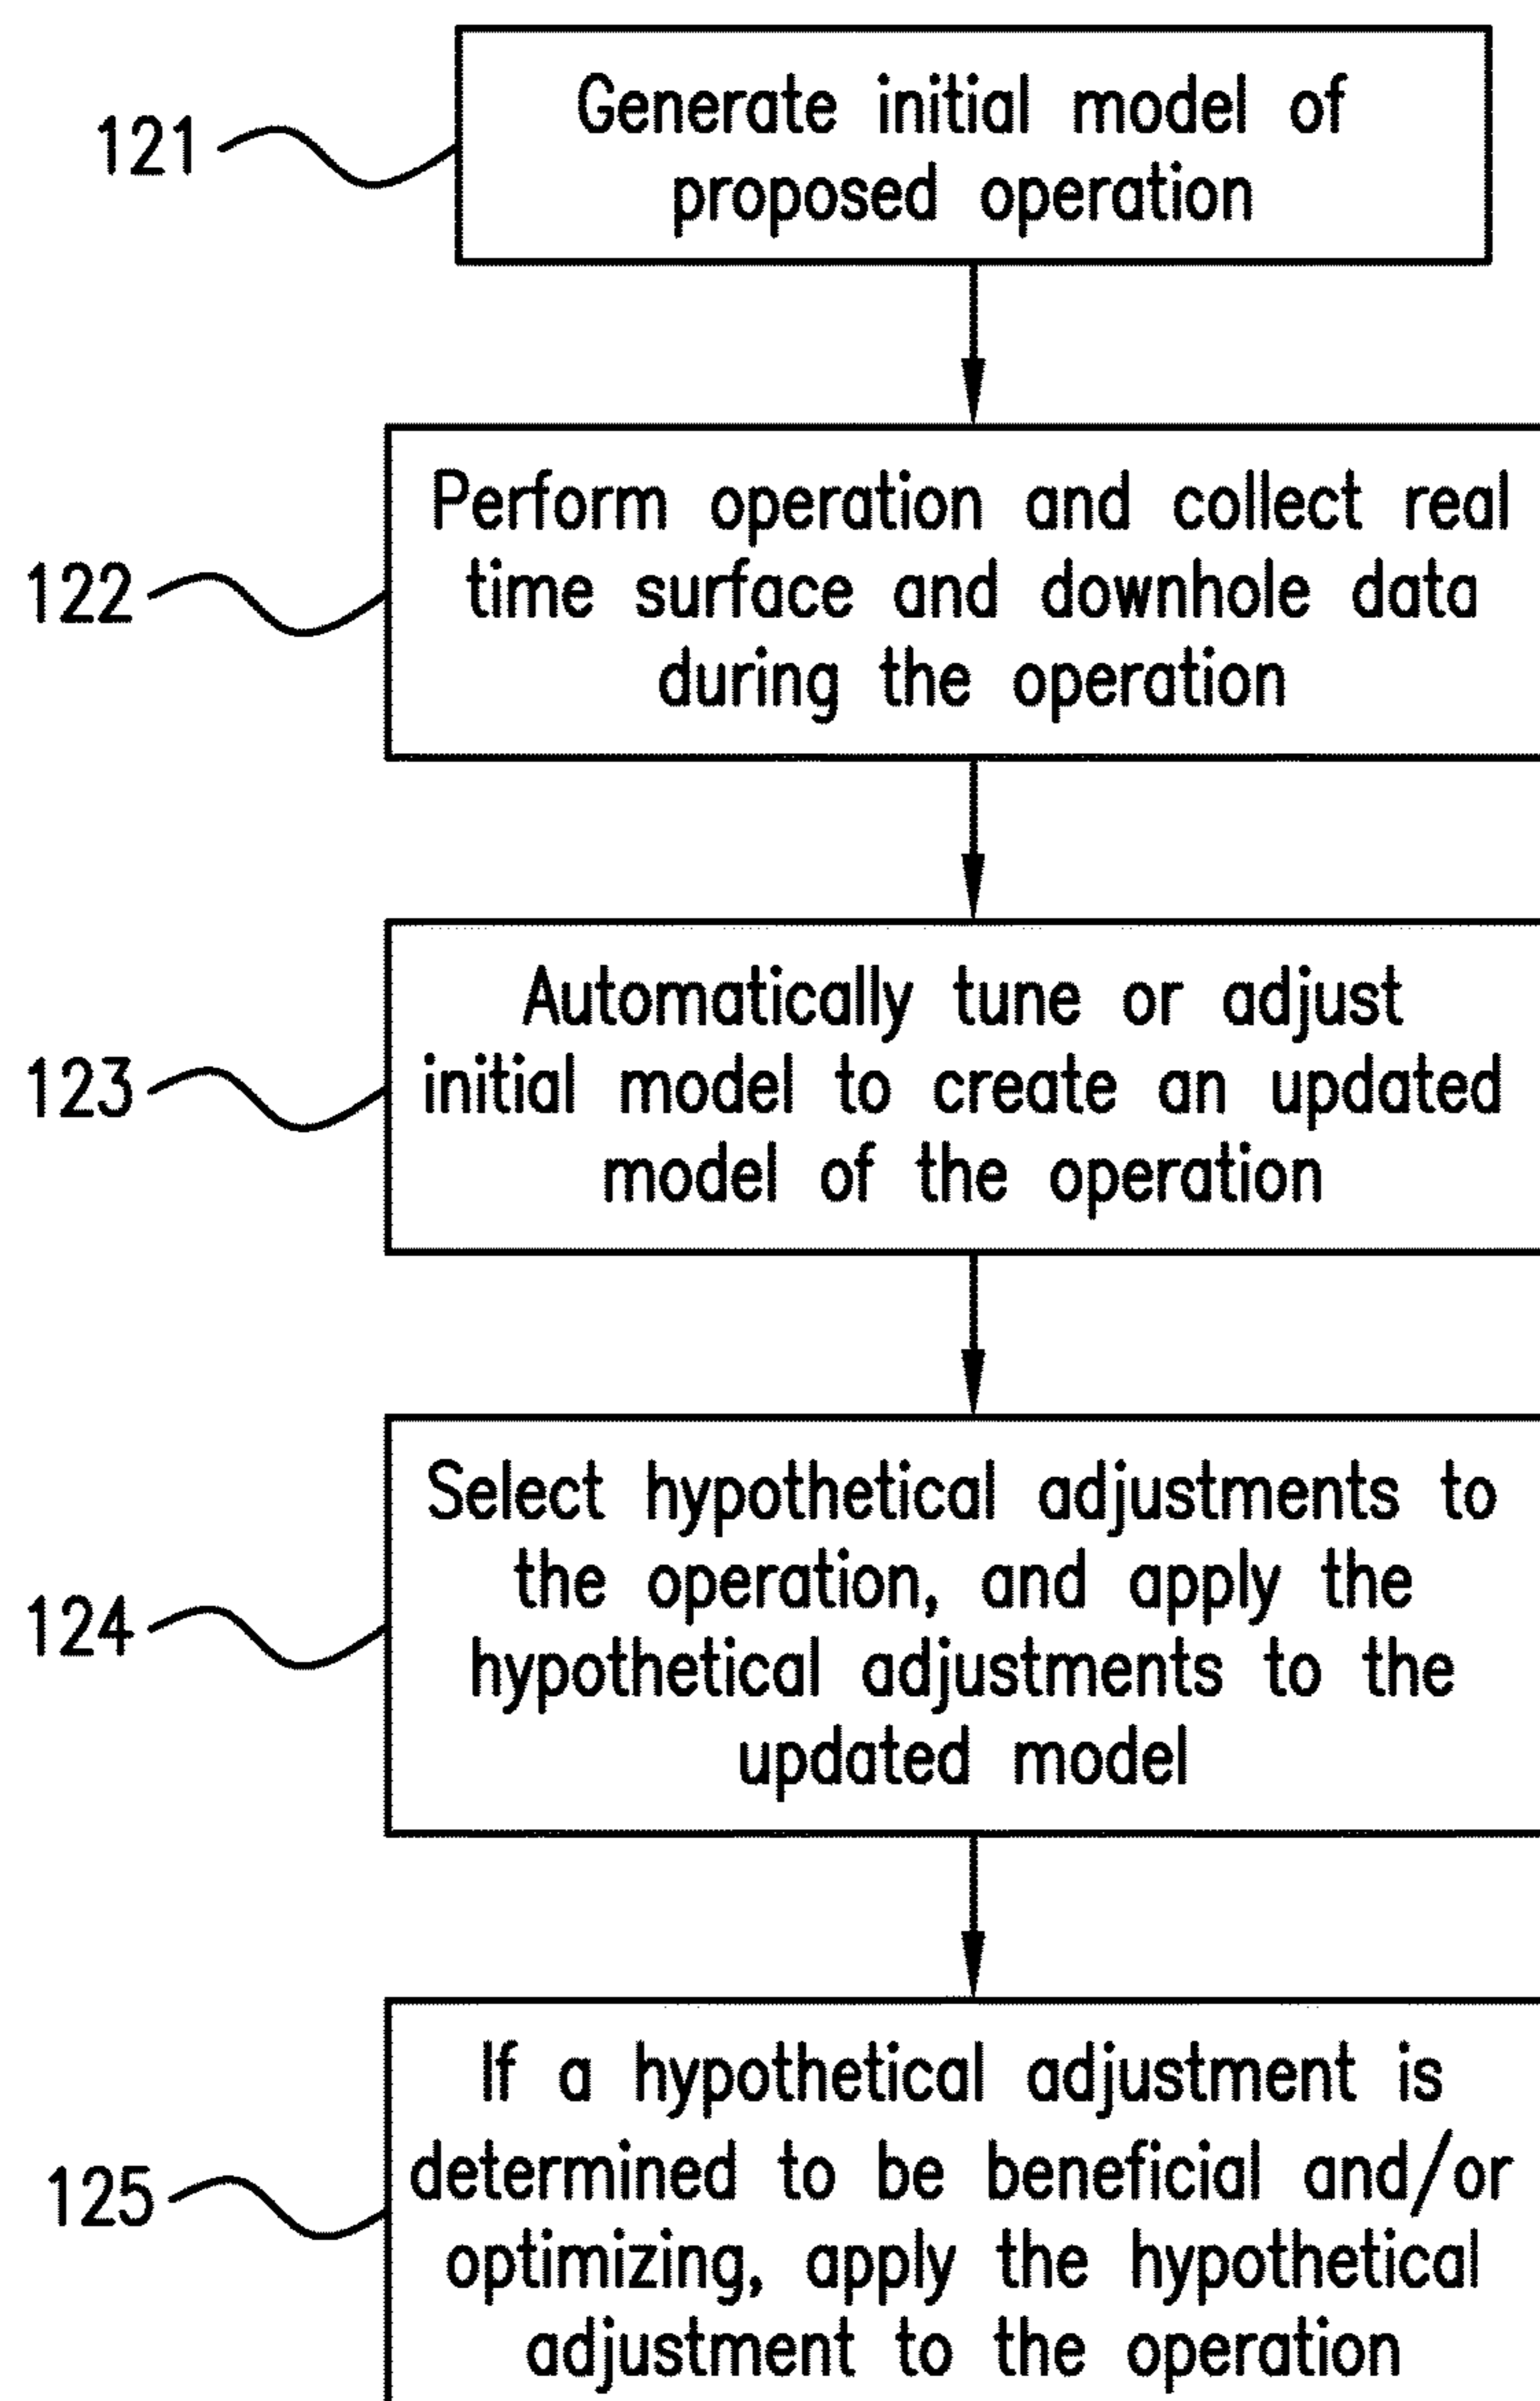 121
Generate initial model of
proposed operation
122
Perform operation and collect real
time surface and downhole data
during the operation
123
Automatically tune or adjust
initial model to create an updated
model of the operation
124
Select hypothetical adjustments to
the operation, and apply the
hypothetical adjustments to the
updated model
125
If a hypothetical adjustment is
determined to be beneficial and/or
optimizing, apply the hypothetical
adjustment to the operation